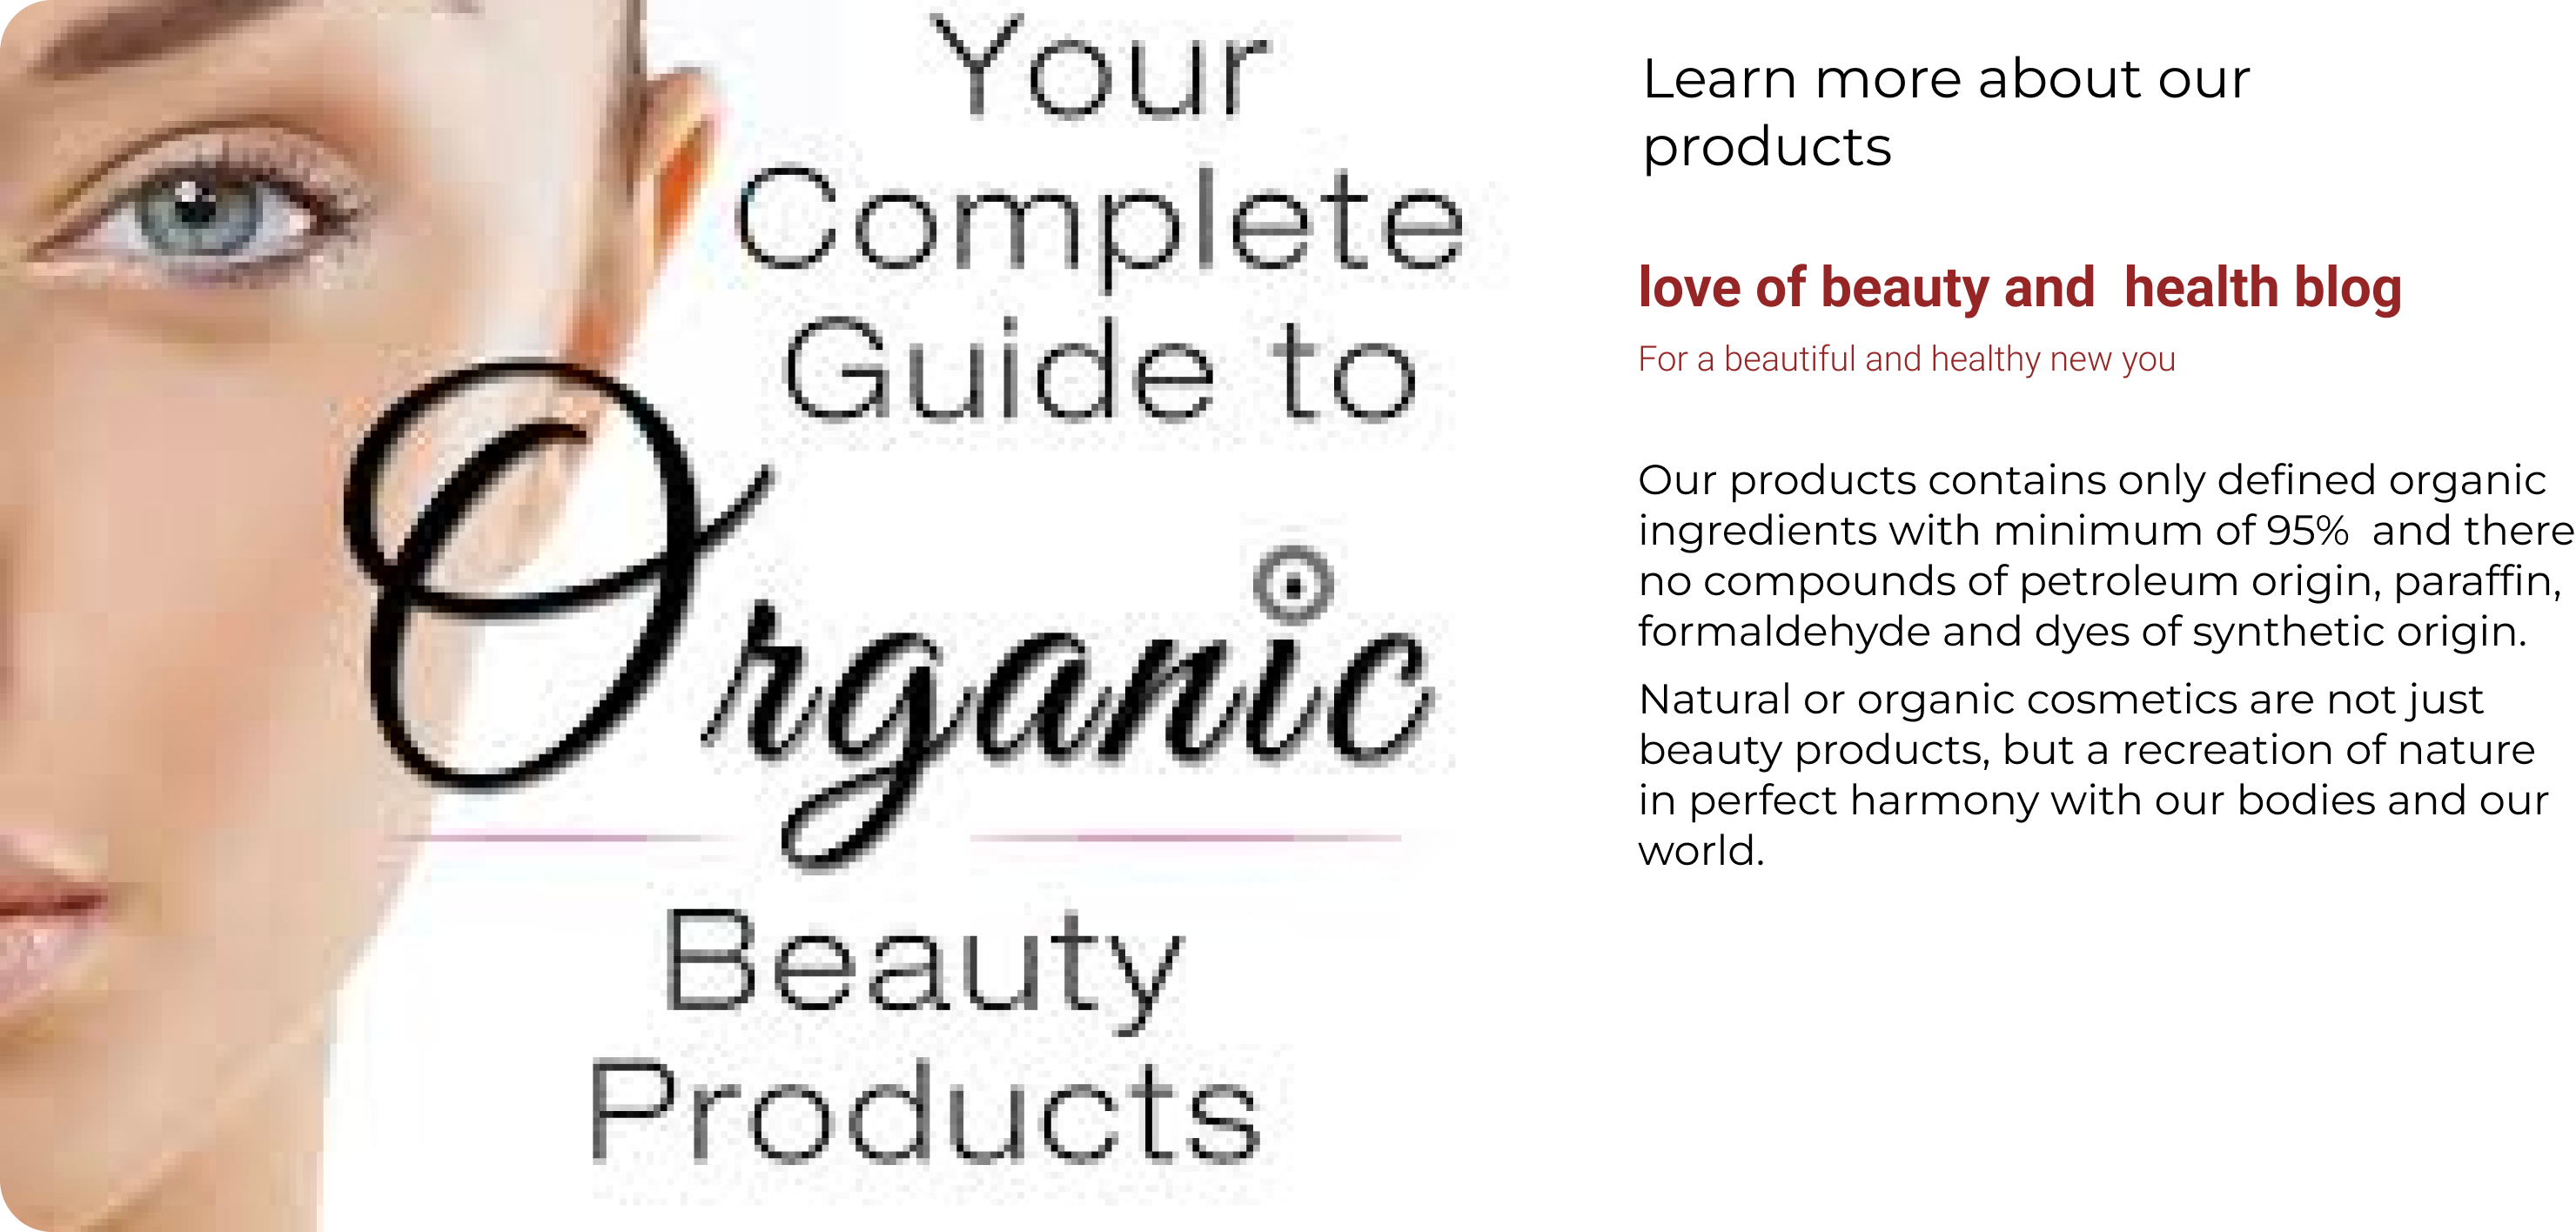 Your
Complete
Guide to
Organic
Beauty
Products
Learn more about our
products
love of beauty and  health blog
For a beautiful and healthy new you
Our products contains only defined organic
ingredients with minimum of 95%  and there
no compounds of petroleum origin, paraffin,
formaldehyde and dyes of synthetic origin.
Natural or organic cosmetics are not just
beauty products, but a recreation of nature
in perfect harmony with our bodies and our
world.